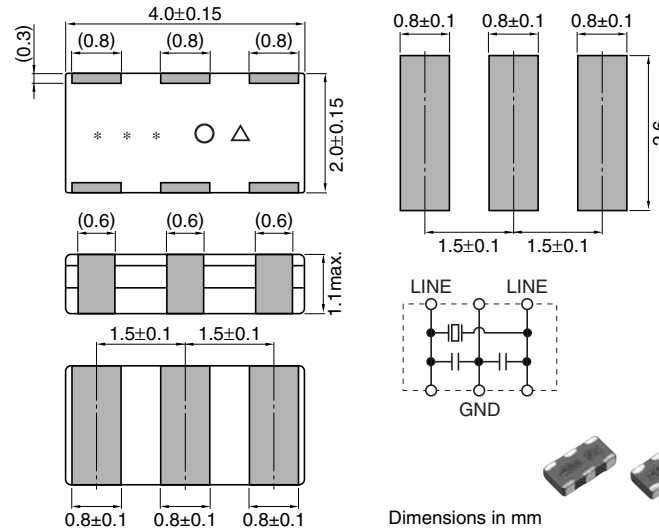 4.0±0.15
(0.8) (0.8) (0.8)
(0.3)
2.0±0.15
* * * ○ △
(0.6) (0.6) (0.6)
1.1max.
1.5±0.1 1.5±0.1
0.8±0.1 0.8±0.1 0.8±0.1
0.8±0.1 0.8±0.1 0.8±0.1
1.5±0.1 1.5±0.1
LINE LINE
GND
Dimensions in mm